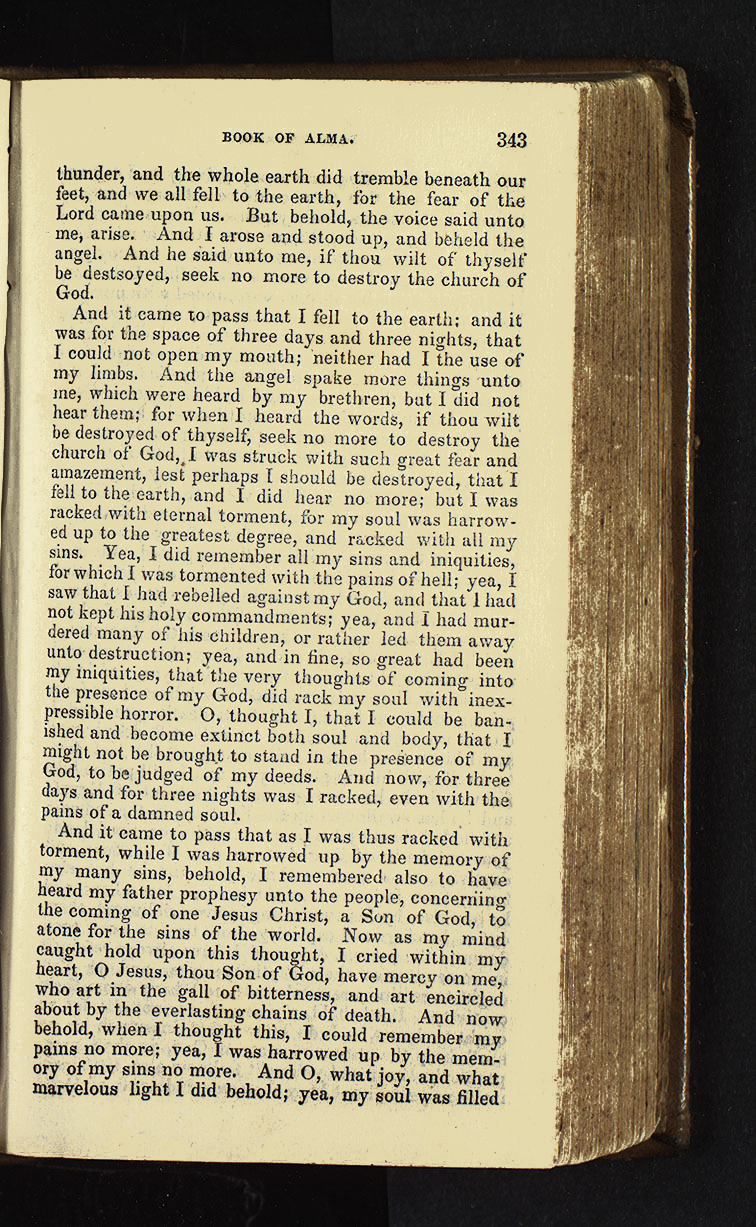 BOOK OF ALMA. 343
thunder, and the whole earth did tremble beneath our
feet, and we all fell to the earth, for the fear of the
Lord came upon us. But behold, the voice said unto
me, arise. And I arose and stood up, and beheld the
angel. And he said unto me, if thou wilt of thyself
be destsoyed, seek no more to destroy the church of
God.
And it came to pass that I fell to the earth; and it
was for the space of three days and three nights, that
I could not open my mouth; neither had I the use of
my limbs. And the angel spake more things unto
me, which were heard by my brethren, but I did not
hear them; for when I heard the words, if thou wilt
be destroyed of thyself, seek no more to destroy the
church of God, I was struck with such great fear and
amazement, lest perhaps I should be destroyed, that I
fell to the earth, and I did hear no more; but I was
racked with eternal torment, for my soul was harrow-
ed up to the greatest degree, and racked with all my
sins. Yea, I did remember all my sins and iniquities,
for which I was tormented with the pains of hell; yea, I
saw that I had rebelled against my God, and that I had
not kept his holy commandments; yea, and I had mur-
dered many of his children, or rather led them away
unto destruction; yea, and in fine, so great had been
my iniquities, that the very thoughts of coming into
the presence of my God, did rack my soul with inex-
pressible horror. O, thought I, that I could be ban-
ished and become extinct both soul and body, that I
might not be brought to stand in the presence of my
God, to be judged of my deeds. And now, for three
days and for three nights was I racked, even with the
pains of a damned soul.
And it came to pass that as I was thus racked with
torment, while I was harrowed up by the memory of
my many sins, behold, I remembered also to have
heard my father prophesy unto the people, concerniing
the coming of one Jesus Christ, a Son of God, to
atone for the sins of the world. Now as my mind
caught hold upon this thought, I cried within my
heart, O Jesus, thou Son of God, have mercy on me,
who art in the gall of bitterness, and art encircled
about by the everlasting chains of death. And now
behold, when I thought this, I could remember my
pains no more; yea, I was harrowed up by the mem-
ory of my sins no more. And O, what joy, and what
marvelous light I did behold; yea, my soul was filled